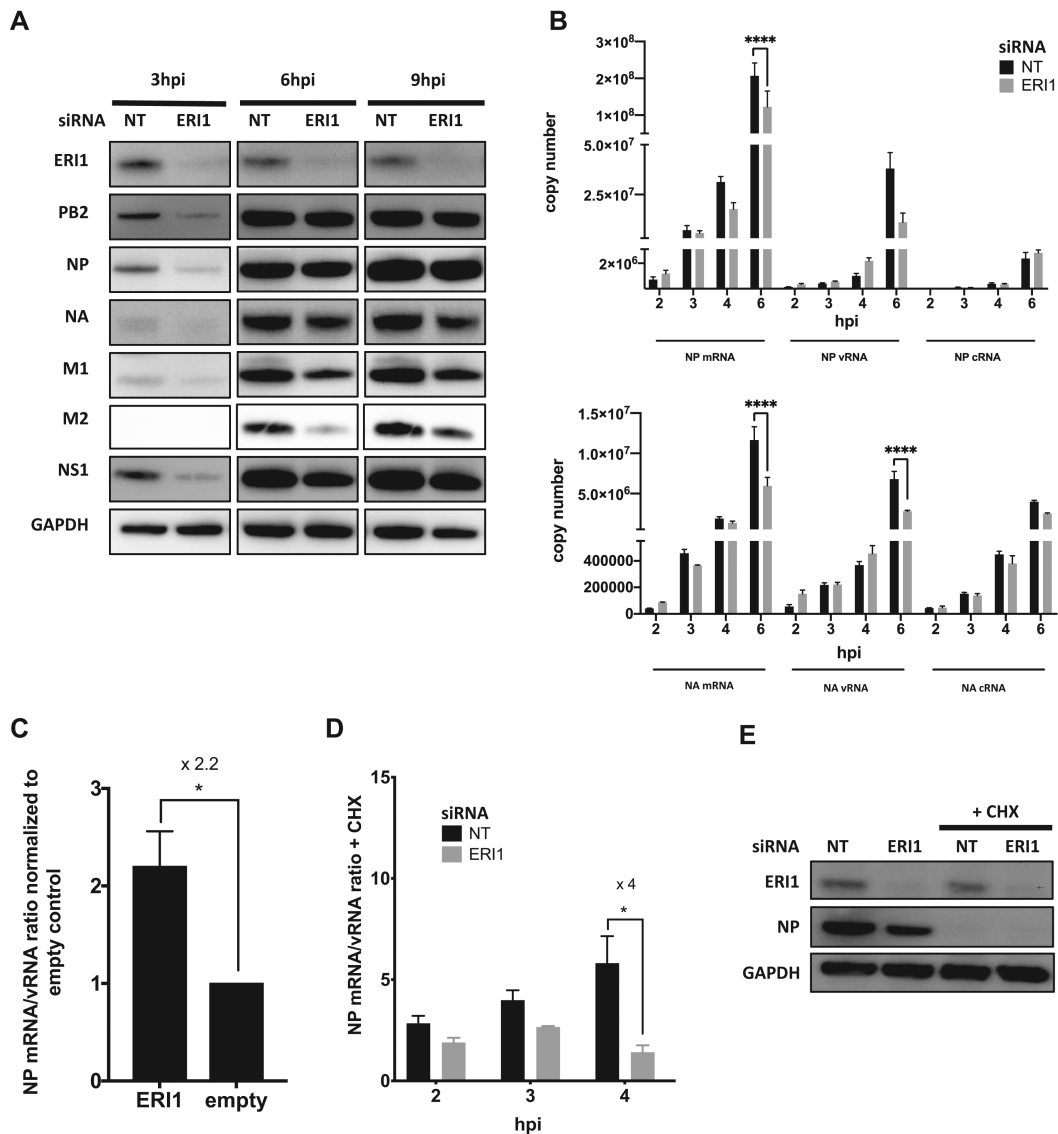 A
3hpi 6hpi 9hpi
siRNA NT ERI1 NT ERI1 NT ERI1
ERI1
PB2
NP
NA
M1
M2
NS1
GAPDH
B
siRNA
NT
ERI1
****
copy number
3×10⁸
2×10⁸
1×10⁸
5.0×10⁷
2.5×10⁷
2×10⁶
2 3 4 6 2 3 4 6 2 3 4 6
hpi
NP mRNA NP vRNA NP cRNA
****
****
copy number
1.5×10⁷
1.0×10⁷
5.0×10⁶
400000
200000
0
2 3 4 6 2 3 4 6 2 3 4 6
hpi
NA mRNA NA vRNA NA cRNA
C
NP mRNA/vRNA ratio normalized to
empty control
x 2.2
*
3
2
1
0
ERI1 empty
D
NP mRNA/vRNA ratio + CHX
15
10
5
0
siRNA
NT
ERI1
x 4
*
2 3 4
hpi
E
+ CHX
siRNA NT ERI1 NT ERI1
ERI1
NP
GAPDH